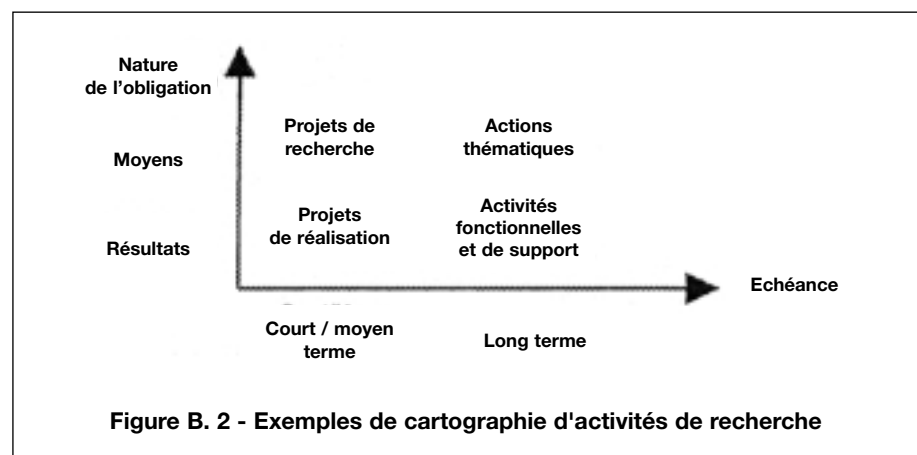 Nature
de l'obligation
Projets de
recherche
Actions
thématiques
Moyens
Projets
de réalisation
Activités
fonctionnelles
et de support
Résultats
Echéance
Court / moyen
terme
Long terme
Figure B. 2 - Exemples de cartographie d'activités de recherche